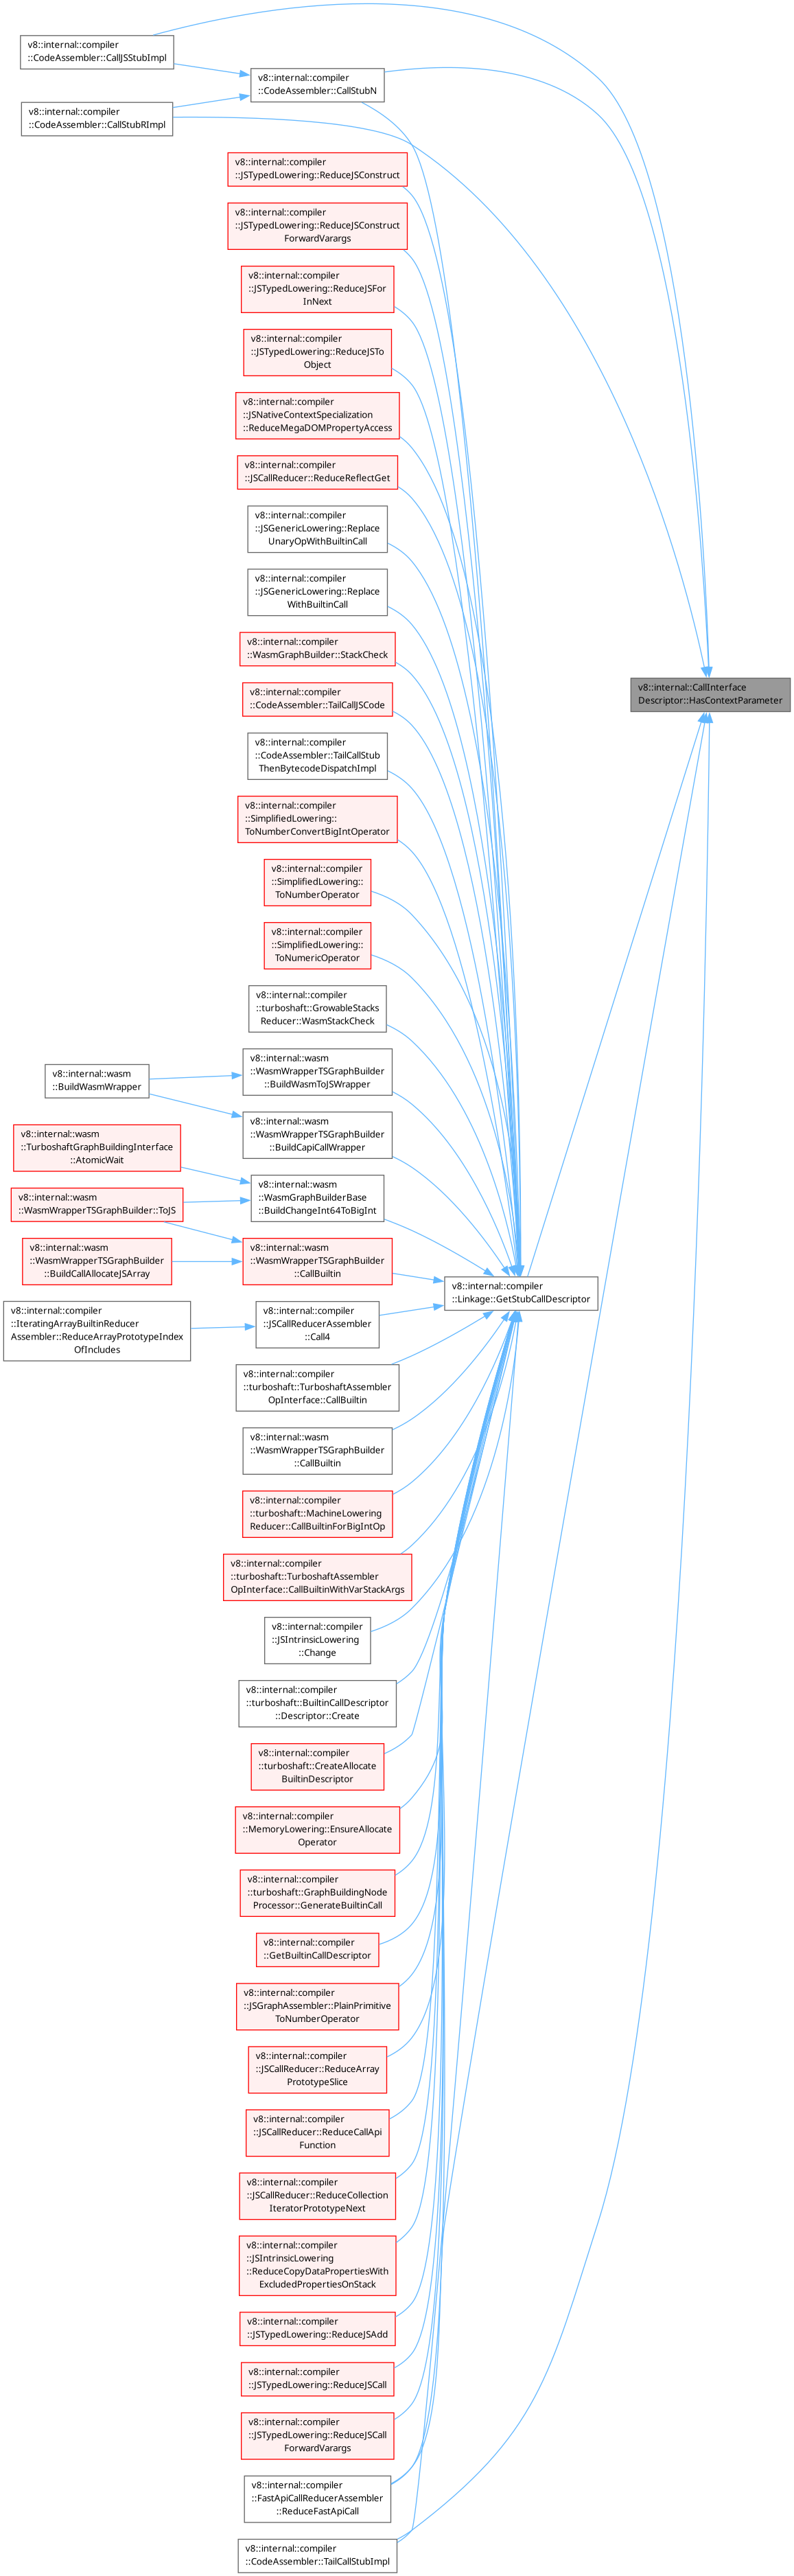 v8::internal::compiler
::CodeAssembler::CallJSStubImpl
v8::internal::compiler
::CodeAssembler::CallStubN
v8::internal::compiler
::CodeAssembler::CallStubRImpl
v8::internal::compiler
::JSTypedLowering::ReduceJSConstruct
v8::internal::compiler
::JSTypedLowering::ReduceJSConstruct
ForwardVarargs
v8::internal::compiler
::JSTypedLowering::ReduceJSFor
InNext
v8::internal::compiler
::JSTypedLowering::ReduceJSTo
Object
v8::internal::compiler
::JSNativeContextSpecialization
::ReduceMegaDOMPropertyAccess
v8::internal::compiler
::JSCallReducer::ReduceReflectGet
v8::internal::compiler
::JSGenericLowering::Replace
UnaryOpWithBuiltinCall
v8::internal::compiler
::JSGenericLowering::Replace
WithBuiltinCall
v8::internal::compiler
::WasmGraphBuilder::StackCheck
v8::internal::CallInterface
Descriptor::HasContextParameter
v8::internal::compiler
::CodeAssembler::TailCallJSCode
v8::internal::compiler
::CodeAssembler::TailCallStub
ThenBytecodeDispatchImpl
v8::internal::compiler
::SimplifiedLowering::
ToNumberConvertBigIntOperator
v8::internal::compiler
::SimplifiedLowering::
ToNumberOperator
v8::internal::compiler
::SimplifiedLowering::
ToNumericOperator
v8::internal::compiler
::turboshaft::GrowableStacks
Reducer::WasmStackCheck
v8::internal::wasm
::WasmWrapperTSGraphBuilder
::BuildWasmToJSWrapper
v8::internal::wasm
::BuildWasmWrapper
v8::internal::wasm
::WasmWrapperTSGraphBuilder
::BuildCapiCallWrapper
v8::internal::wasm
::TurboshaftGraphBuildingInterface
::AtomicWait
v8::internal::wasm
::WasmGraphBuilderBase
::BuildChangeInt64ToBigInt
v8::internal::wasm
::WasmWrapperTSGraphBuilder::ToJS
v8::internal::wasm
::WasmWrapperTSGraphBuilder
::BuildCallAllocateJSArray
v8::internal::wasm
::WasmWrapperTSGraphBuilder
::CallBuiltin
v8::internal::compiler
::Linkage::GetStubCallDescriptor
v8::internal::compiler
::IteratingArrayBuiltinReducer
Assembler::ReduceArrayPrototypeIndex
OfIncludes
v8::internal::compiler
::JSCallReducerAssembler
::Call4
v8::internal::compiler
::turboshaft::TurboshaftAssembler
OpInterface::CallBuiltin
v8::internal::wasm
::WasmWrapperTSGraphBuilder
::CallBuiltin
v8::internal::compiler
::turboshaft::MachineLowering
Reducer::CallBuiltinForBigIntOp
v8::internal::compiler
::turboshaft::TurboshaftAssembler
OpInterface::CallBuiltinWithVarStackArgs
v8::internal::compiler
::JSIntrinsicLowering
::Change
v8::internal::compiler
::turboshaft::BuiltinCallDescriptor
::Descriptor::Create
v8::internal::compiler
::turboshaft::CreateAllocate
BuiltinDescriptor
v8::internal::compiler
::MemoryLowering::EnsureAllocate
Operator
v8::internal::compiler
::turboshaft::GraphBuildingNode
Processor::GenerateBuiltinCall
v8::internal::compiler
::GetBuiltinCallDescriptor
v8::internal::compiler
::JSGraphAssembler::PlainPrimitive
ToNumberOperator
v8::internal::compiler
::JSCallReducer::ReduceArray
PrototypeSlice
v8::internal::compiler
::JSCallReducer::ReduceCallApi
Function
v8::internal::compiler
::JSCallReducer::ReduceCollection
IteratorPrototypeNext
v8::internal::compiler
::JSIntrinsicLowering
::ReduceCopyDataPropertiesWith
ExcludedPropertiesOnStack
v8::internal::compiler
::JSTypedLowering::ReduceJSAdd
v8::internal::compiler
::JSTypedLowering::ReduceJSCall
v8::internal::compiler
::JSTypedLowering::ReduceJSCall
ForwardVarargs
v8::internal::compiler
::FastApiCallReducerAssembler
::ReduceFastApiCall
v8::internal::compiler
::CodeAssembler::TailCallStubImpl